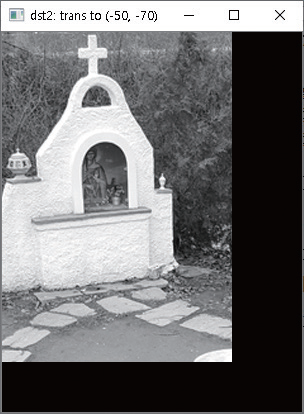 dst2: trans to (-50, -70)